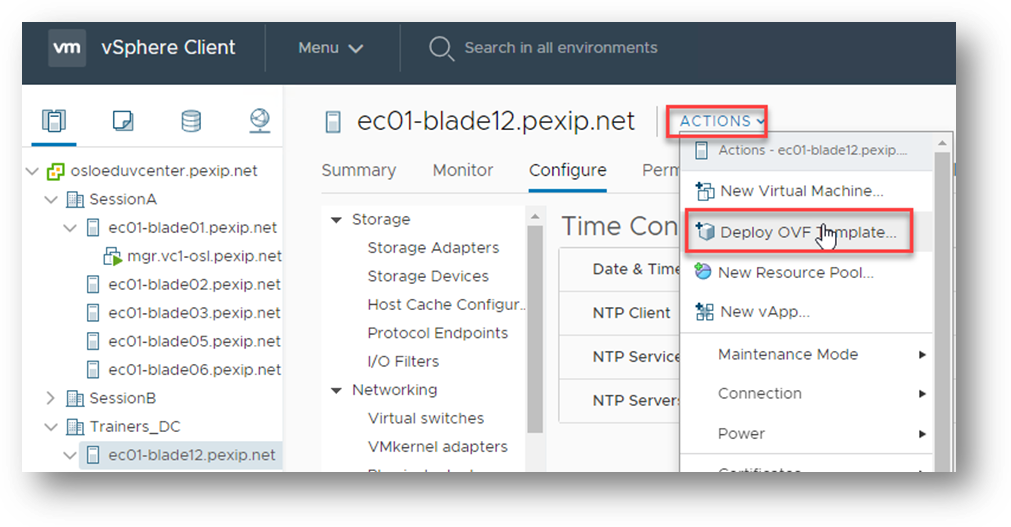 vm vSphere Client Menu Search in all environments
ec01-blade12.pexip.net ACTIONS
Actions - ec01-blade12.pexip....
Summary Monitor Configure
New Virtual Machine...
Deploy OVF Template...
New Resource Pool...
New vApp...
Maintenance Mode
Connection
Power
osloeduvcenter.pexip.net
SessionA
ec01-blade01.pexip.net
mgr.vc1-osl.pexip.net
ec01-blade02.pexip.net
ec01-blade03.pexip.net
ec01-blade05.pexip.net
ec01-blade06.pexip.net
SessionB
Trainers_DC
ec01-blade12.pexip.net
Storage
Storage Adapters
Storage Devices
Host Cache Configur..
Protocol Endpoints
I/O Filters
Networking
Virtual switches
VMkernel adapters
Time Con
Date & Time
NTP Client
NTP Service
NTP Servers